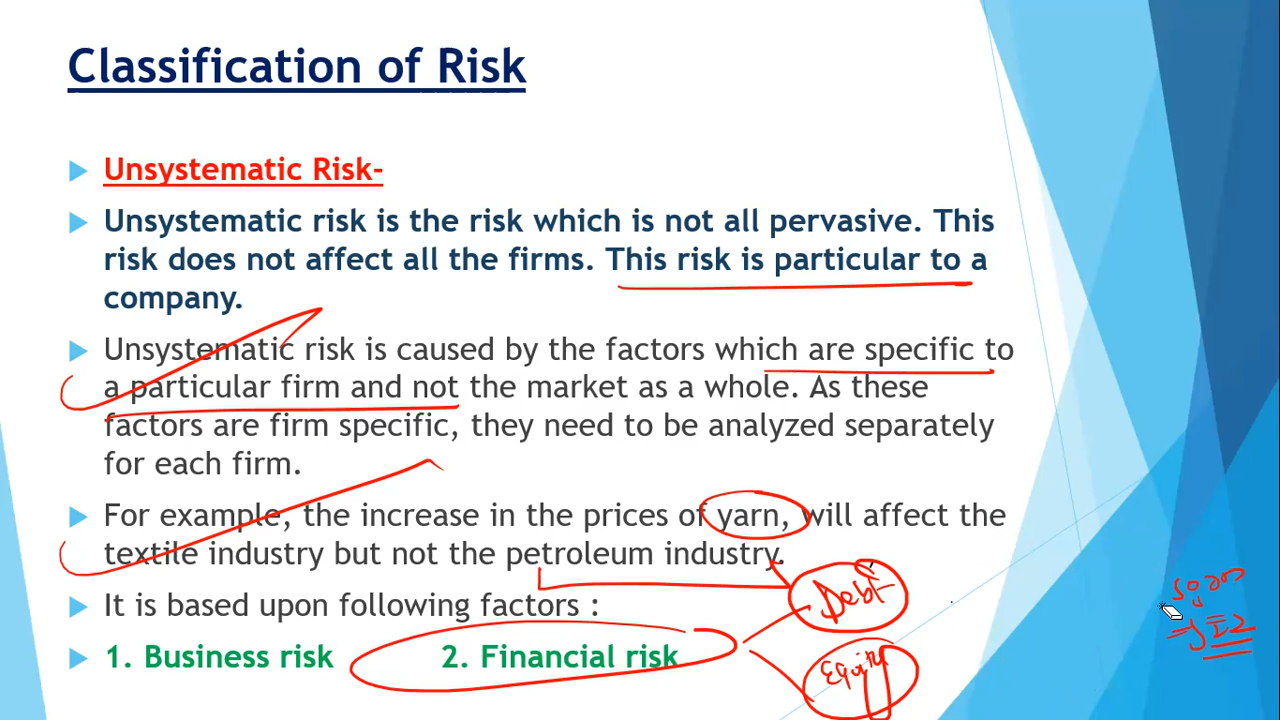 Classification of Risk
Unsystematic Risk-
Unsystematic risk is the risk which is not all pervasive. This
risk does not affect all the firms. This risk is particular to a
company.
Unsystematic risk is caused by the factors which are specific to
a particular firm and not the market as a whole. As these
factors are firm specific, they need to be analyzed separately
for each firm.
For example, the increase in the prices of yarn, will affect the
textile industry but not the petroleum industry.
It is based upon following factors :
1. Business risk 2. Financial risk
Debt
Equity